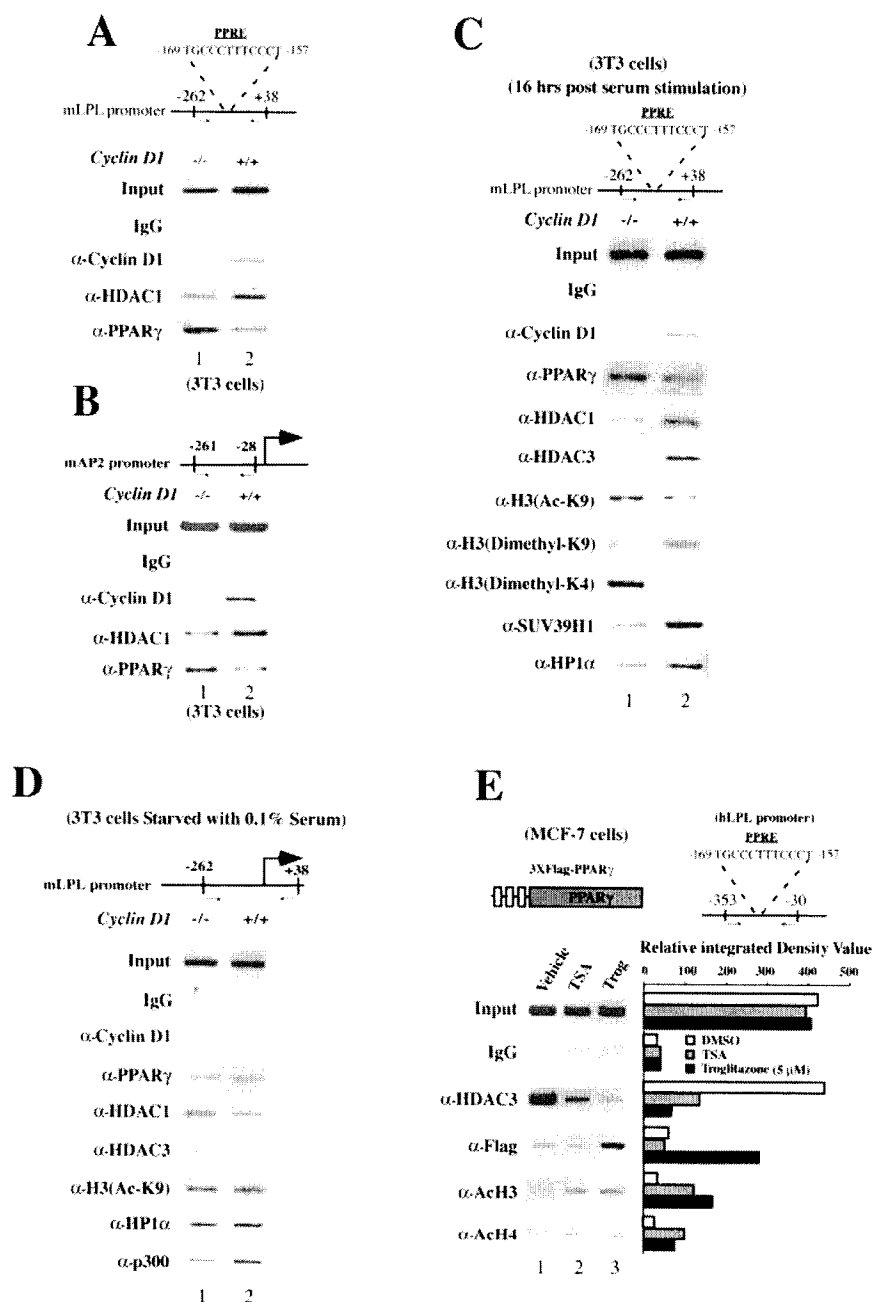 A
PPRE
-169 TGCCCTTTCCCT -157
-262 +38
mLPL promoter
Cyclin D1 -/- +/+
Input
IgG
α-Cyclin D1
α-HDAC1
α-PPARγ
1 2
(3T3 cells)
B
-261 -28
mAP2 promoter
Cyclin D1 -/- +/+
Input
IgG
α-Cyclin D1
α-HDAC1
α-PPARγ
1 2
(3T3 cells)
C
(3T3 cells)
(16 hrs post serum stimulation)
PPRE
-169 TGCCCTTTCCCT -157
-262 +38
mLPL promoter
Cyclin D1 -/- +/+
Input
IgG
α-Cyclin D1
α-PPARγ
α-HDAC1
α-HDAC3
α-H3(Ac-K9)
α-H3(Dimethyl-K9)
α-H3(Dimethyl-K4)
α-SUV39H1
α-HP1α
1 2
D
(3T3 cells Starved with 0.1% Serum)
-262 +38
mLPL promoter
Cyclin D1 -/- +/+
Input
IgG
α-Cyclin D1
α-PPARγ
α-HDAC1
α-HDAC3
α-H3(Ac-K9)
α-HP1α
α-p300
1 2
E
(MCF-7 cells)
3XFlag-PPARγ
PPARγ
(hLPL promoter)
PPRE
-169 TGCCCTTTCCCT -157
-353 -30
Vehicle TSA Trog
Relative integrated Density Value
0 100 200 300 400 500
Input
IgG
α-HDAC3
α-Flag
α-AcH3
α-AcH4
1 2 3
DMSO
TSA
Troglitazone (5 µM)